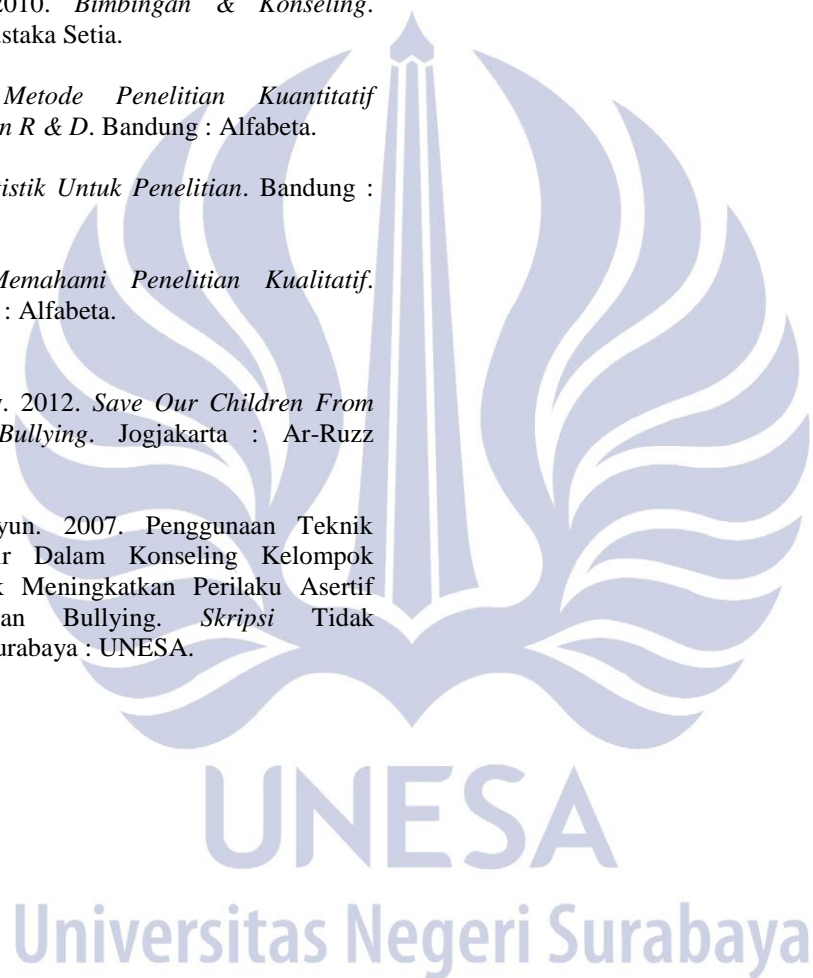 2010. Bimbingan & Konseling.
staka Setia.
Metode Penelitian Kuantitatif
n R & D. Bandung : Alfabeta.
tistik Untuk Penelitian. Bandung :
Memahami Penelitian Kualitatif.
: Alfabeta.
. 2012. Save Our Children From
Bullying. Jogjakarta : Ar-Ruzz
yun. 2007. Penggunaan Teknik
r Dalam Konseling Kelompok
k Meningkatkan Perilaku Asertif
an Bullying. Skripsi Tidak
urabaya : UNESA.
UNESA
Universitas Negeri Surabaya